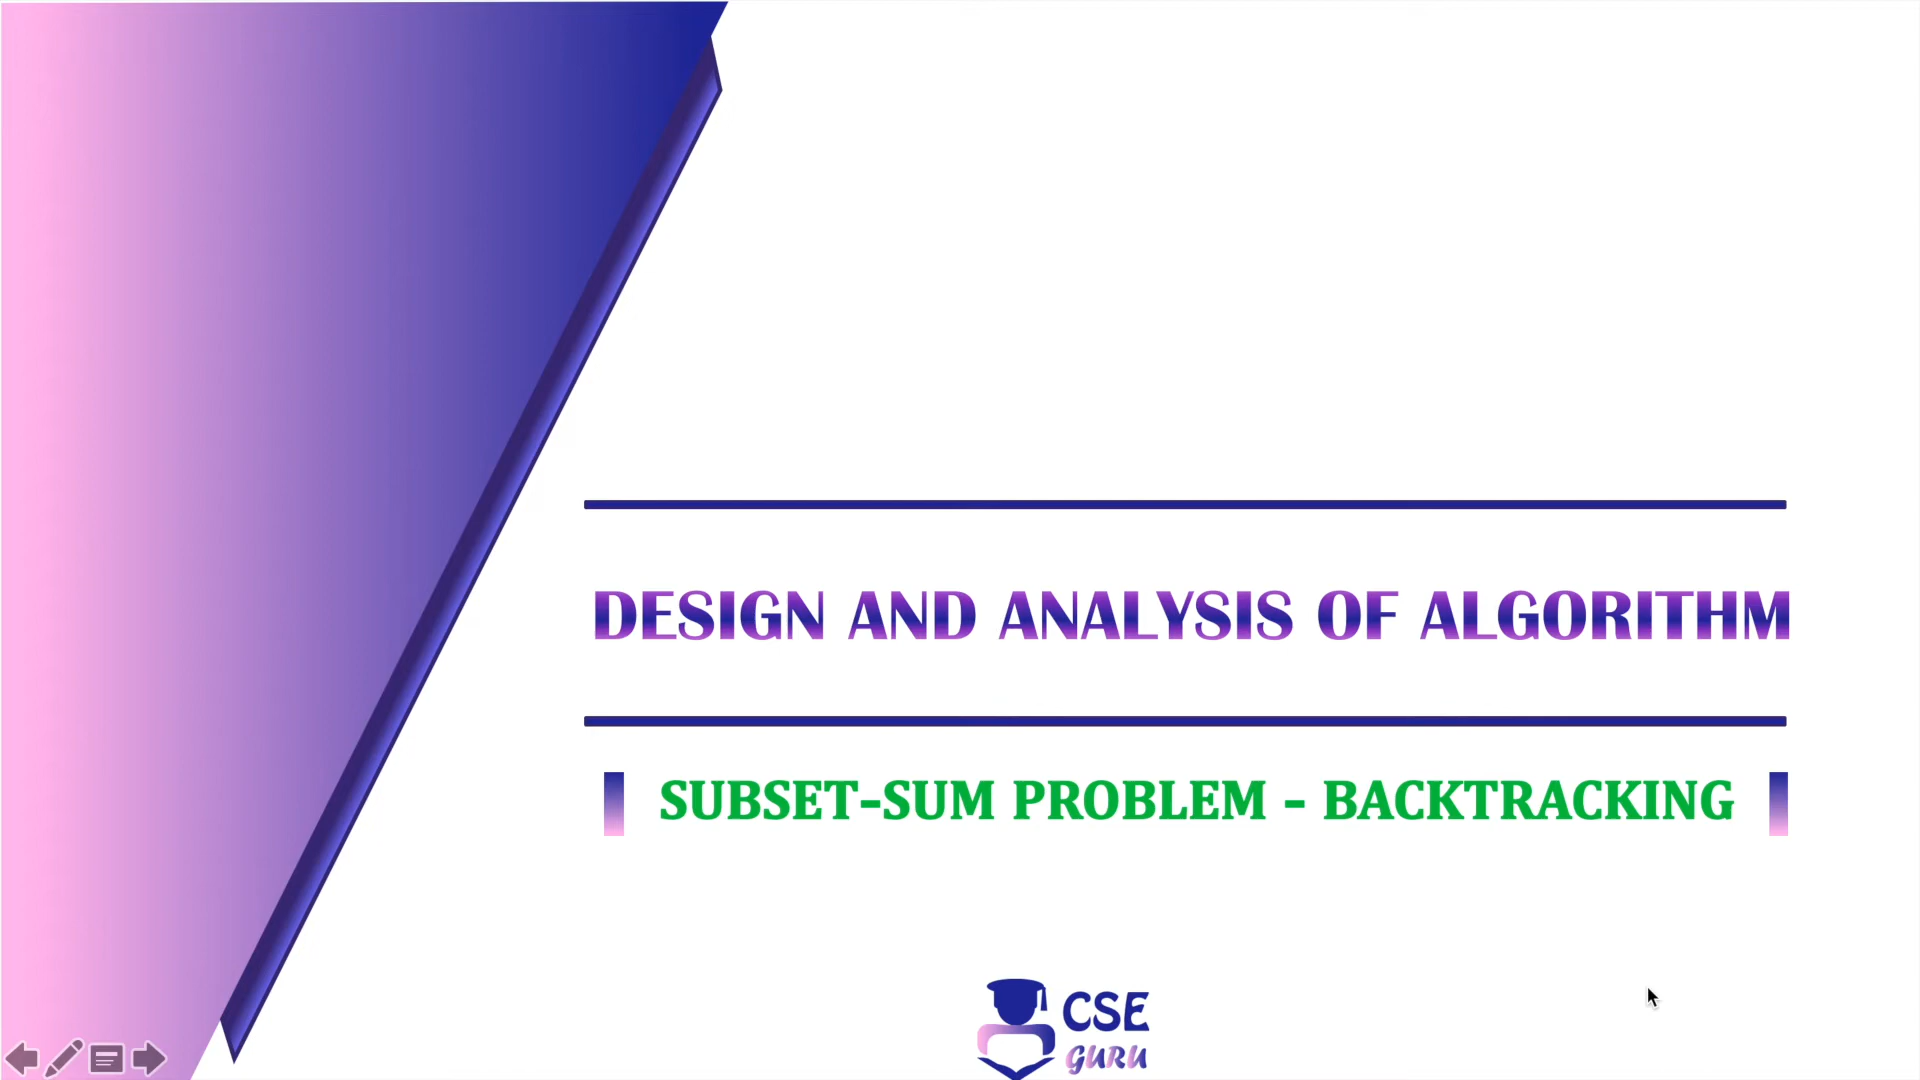 DESIGN AND ANALYSIS OF ALGORITHM
SUBSET-SUM PROBLEM - BACKTRACKING
CSE
GURU